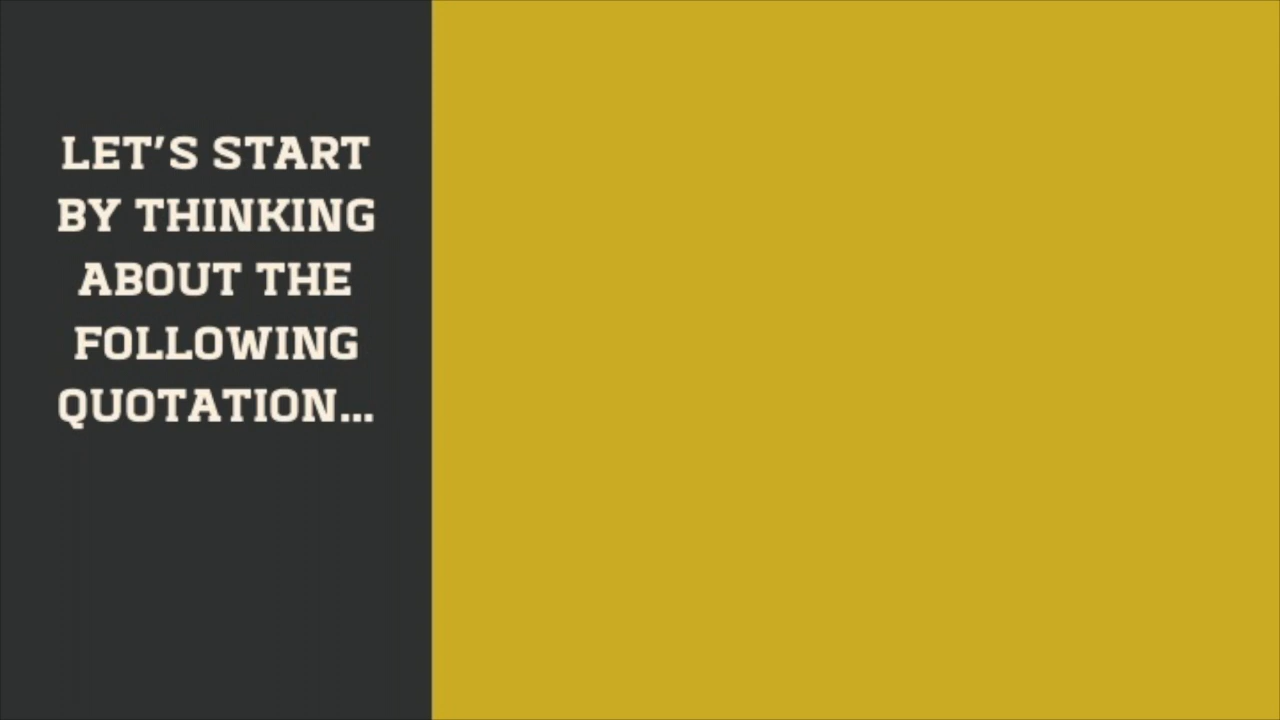 LET’S START
BY THINKING
ABOUT THE
FOLLOWING
QUOTATION...